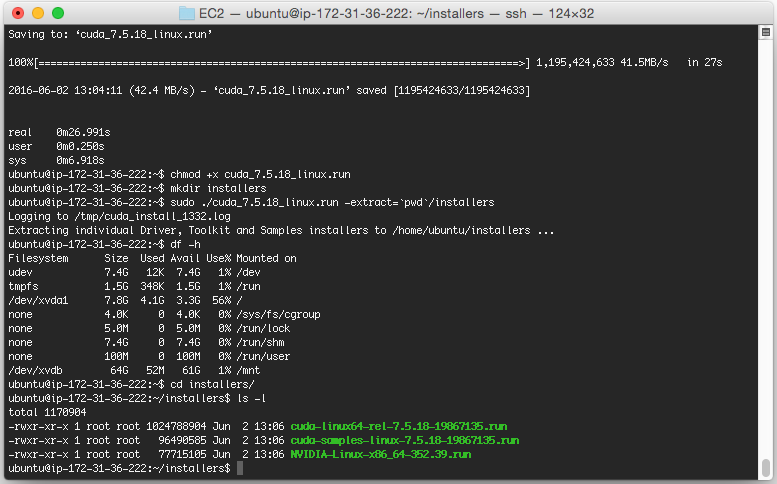 EC2 — ubuntu@ip-172-31-36-222: ~/installers — ssh — 124×32
Saving to: ‘cuda_7.5.18_linux.run’
100%[================================================================================>] 1,195,424,633 41.5MB/s   in 27s
2016-06-02 13:04:11 (42.4 MB/s) - ‘cuda_7.5.18_linux.run’ saved [1195424633/1195424633]
real    0m26.991s
user    0m0.250s
sys     0m6.918s
ubuntu@ip-172-31-36-222:~$ chmod +x cuda_7.5.18_linux.run
ubuntu@ip-172-31-36-222:~$ mkdir installers
ubuntu@ip-172-31-36-222:~$ sudo ./cuda_7.5.18_linux.run -extract=`pwd`/installers
Logging to /tmp/cuda_install_1332.log
Extracting individual Driver, Toolkit and Samples installers to /home/ubuntu/installers ...
ubuntu@ip-172-31-36-222:~$ df -h
Filesystem      Size  Used Avail Use% Mounted on
udev            7.4G   12K  7.4G   1% /dev
tmpfs           1.5G  348K  1.5G   1% /run
/dev/xvda1      7.8G  4.1G  3.3G  56% /
none            4.0K     0  4.0K   0% /sys/fs/cgroup
none            5.0M     0  5.0M   0% /run/lock
none            7.4G     0  7.4G   0% /run/shm
none            100M     0  100M   0% /run/user
/dev/xvdb        64G   52M   61G   1% /mnt
ubuntu@ip-172-31-36-222:~$ cd installers/
ubuntu@ip-172-31-36-222:~/installers$ ls -l
total 1170904
-rwxr-xr-x 1 root root 1024788904 Jun  2 13:06 cuda-linux64-rel-7.5.18-19867135.run
-rwxr-xr-x 1 root root   96490585 Jun  2 13:06 cuda-samples-linux-7.5.18-19867135.run
-rwxr-xr-x 1 root root   77715105 Jun  2 13:06 NVIDIA-Linux-x86_64-352.39.run
ubuntu@ip-172-31-36-222:~/installers$